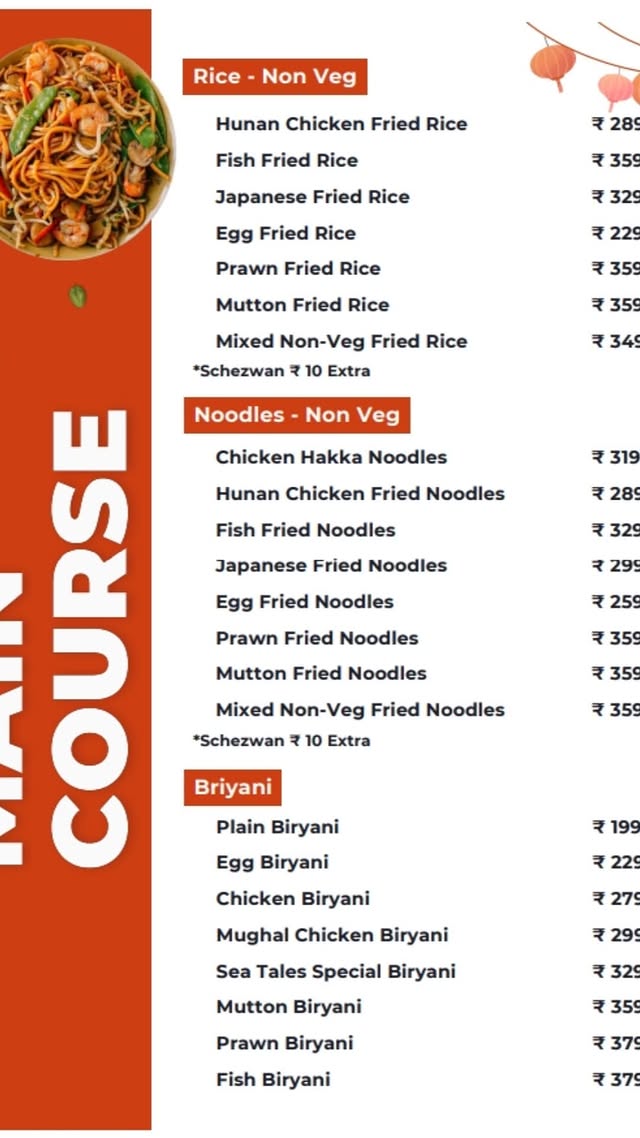 MAIN
COURSE
Rice - Non Veg
Hunan Chicken Fried Rice ₹ 289
Fish Fried Rice ₹ 359
Japanese Fried Rice ₹ 329
Egg Fried Rice ₹ 229
Prawn Fried Rice ₹ 359
Mutton Fried Rice ₹ 359
Mixed Non-Veg Fried Rice ₹ 349
*Schezwan ₹ 10 Extra
Noodles - Non Veg
Chicken Hakka Noodles ₹ 319
Hunan Chicken Fried Noodles ₹ 289
Fish Fried Noodles ₹ 329
Japanese Fried Noodles ₹ 299
Egg Fried Noodles ₹ 259
Prawn Fried Noodles ₹ 359
Mutton Fried Noodles ₹ 359
Mixed Non-Veg Fried Noodles ₹ 359
*Schezwan ₹ 10 Extra
Briyani
Plain Biryani ₹ 199
Egg Biryani ₹ 229
Chicken Biryani ₹ 279
Mughal Chicken Biryani ₹ 299
Sea Tales Special Biryani ₹ 329
Mutton Biryani ₹ 359
Prawn Biryani ₹ 379
Fish Biryani ₹ 379